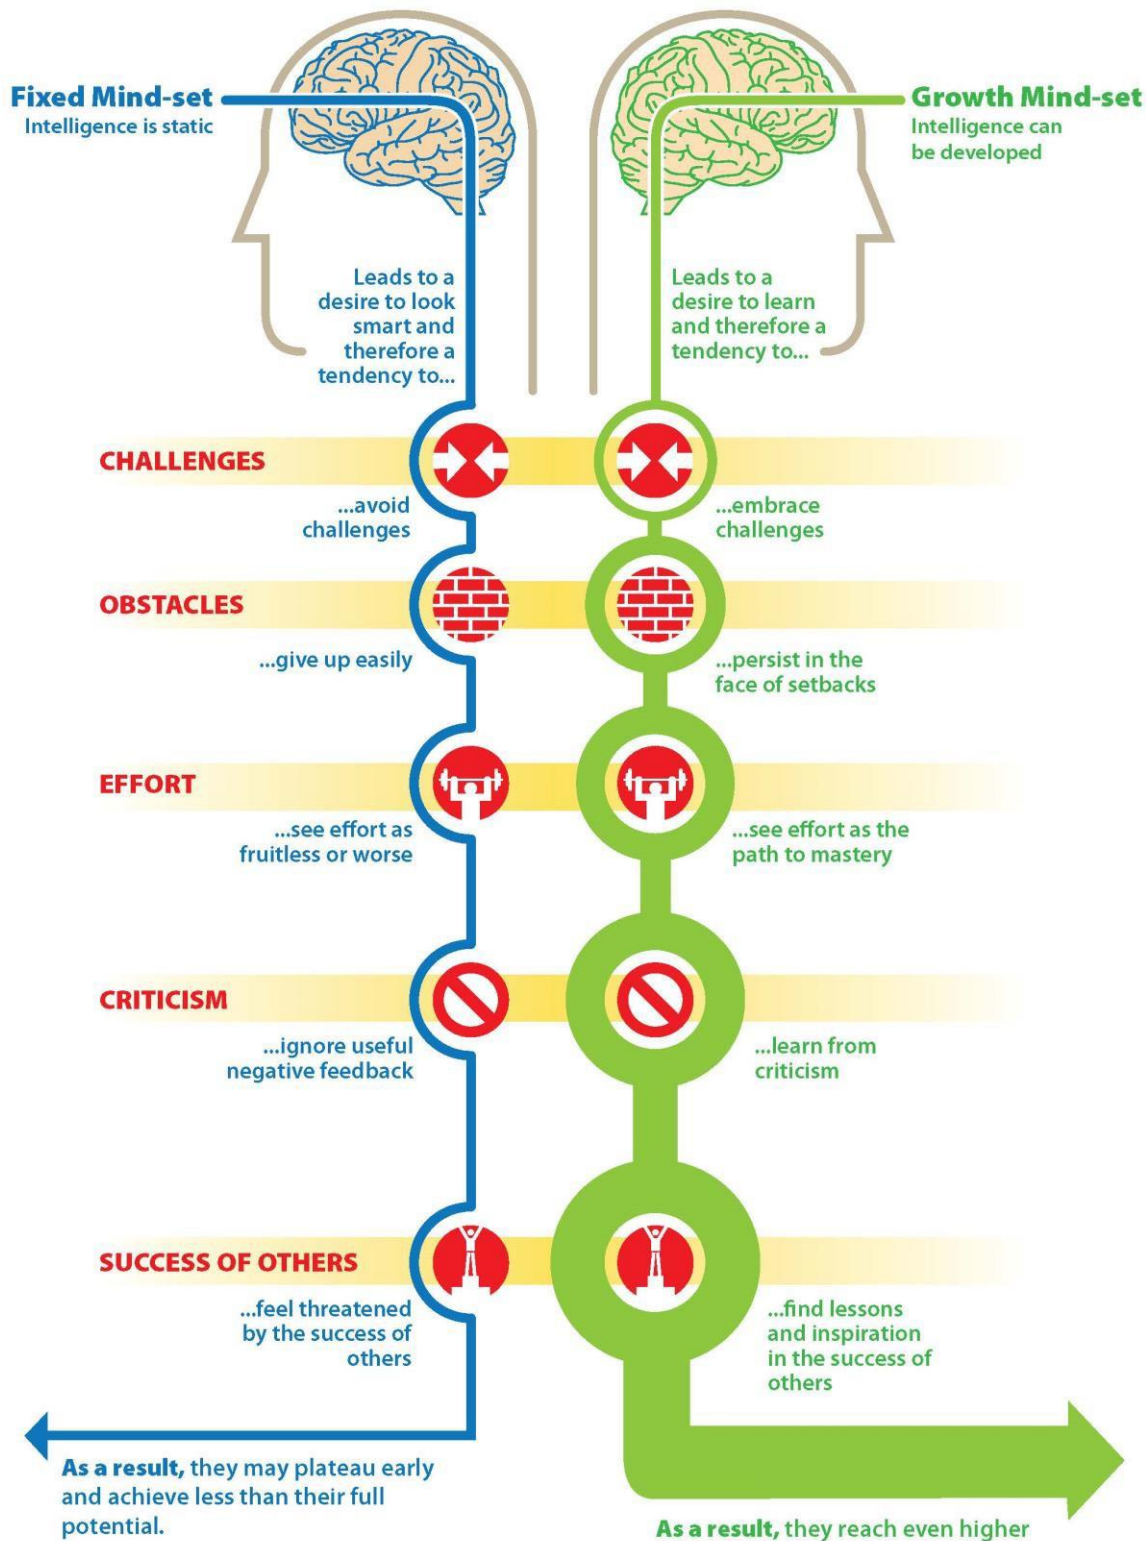 Fixed Mind-set
Intelligence is static
Growth Mind-set
Intelligence can
be developed
Leads to a
desire to look
smart and
therefore a
tendency to...
Leads to a
desire to learn
and therefore a
tendency to...
CHALLENGES
...avoid
challenges
...embrace
challenges
OBSTACLES
...give up easily
...persist in the
face of setbacks
EFFORT
...see effort as
fruitless or worse
...see effort as the
path to mastery
CRITICISM
...ignore useful
negative feedback
...learn from
criticism
SUCCESS OF OTHERS
...feel threatened
by the success of
others
...find lessons
and inspiration
in the success of
others
As a result, they may plateau early
and achieve less than their full
potential.
As a result, they reach even higher